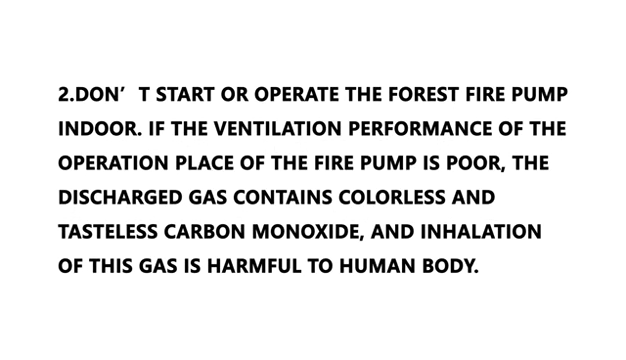 2.DON’ T START OR OPERATE THE FOREST FIRE PUMP
INDOOR. IF THE VENTILATION PERFORMANCE OF THE
OPERATION PLACE OF THE FIRE PUMP IS POOR, THE
DISCHARGED GAS CONTAINS COLORLESS AND
TASTELESS CARBON MONOXIDE, AND INHALATION
OF THIS GAS IS HARMFUL TO HUMAN BODY.